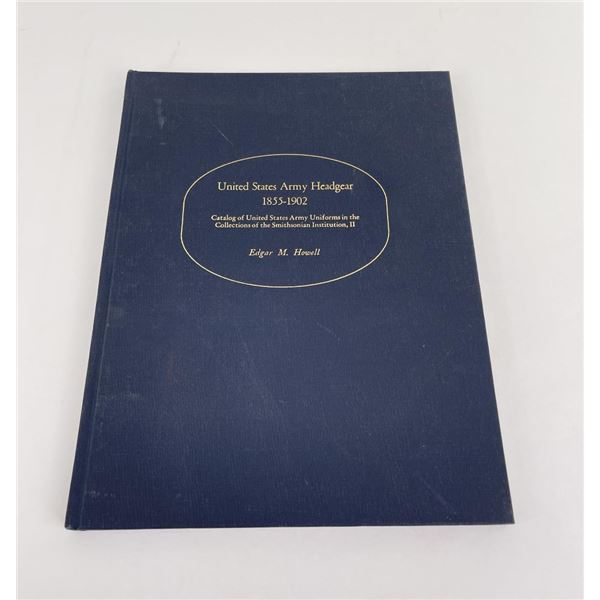 United States Army Headgear
1855-1902
Catalog of United States Army Uniforms in the
Collections of the Smithsonian Institution, II
Edgar M. Howell